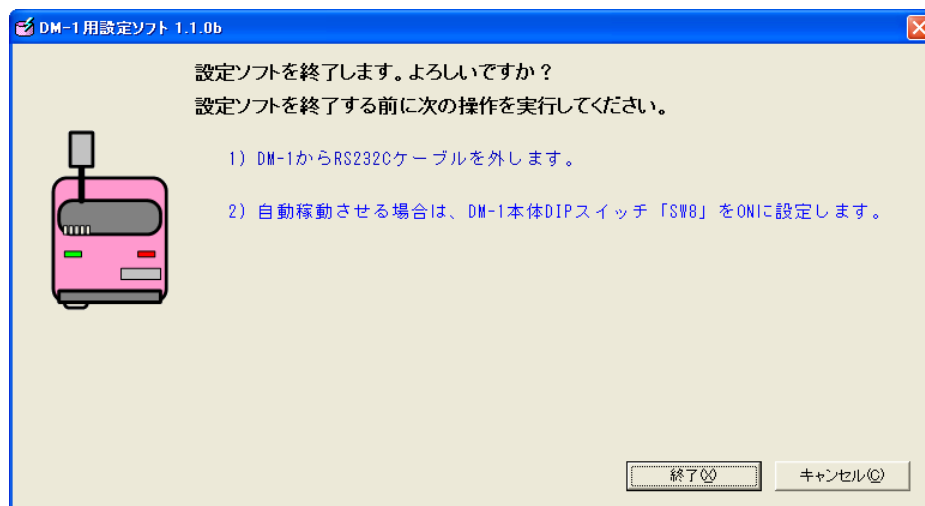 DM-1用設定ソフト 1.1.0b
設定ソフトを終了します。よろしいですか？
設定ソフトを終了する前に次の操作を実行してください。
1) DM-1からRS232Cケーブルを外します。
2) 自動稼動させる場合は、DM-1本体DIPスイッチ「SW8」をONに設定します。
終了(X) キャンセル(C)